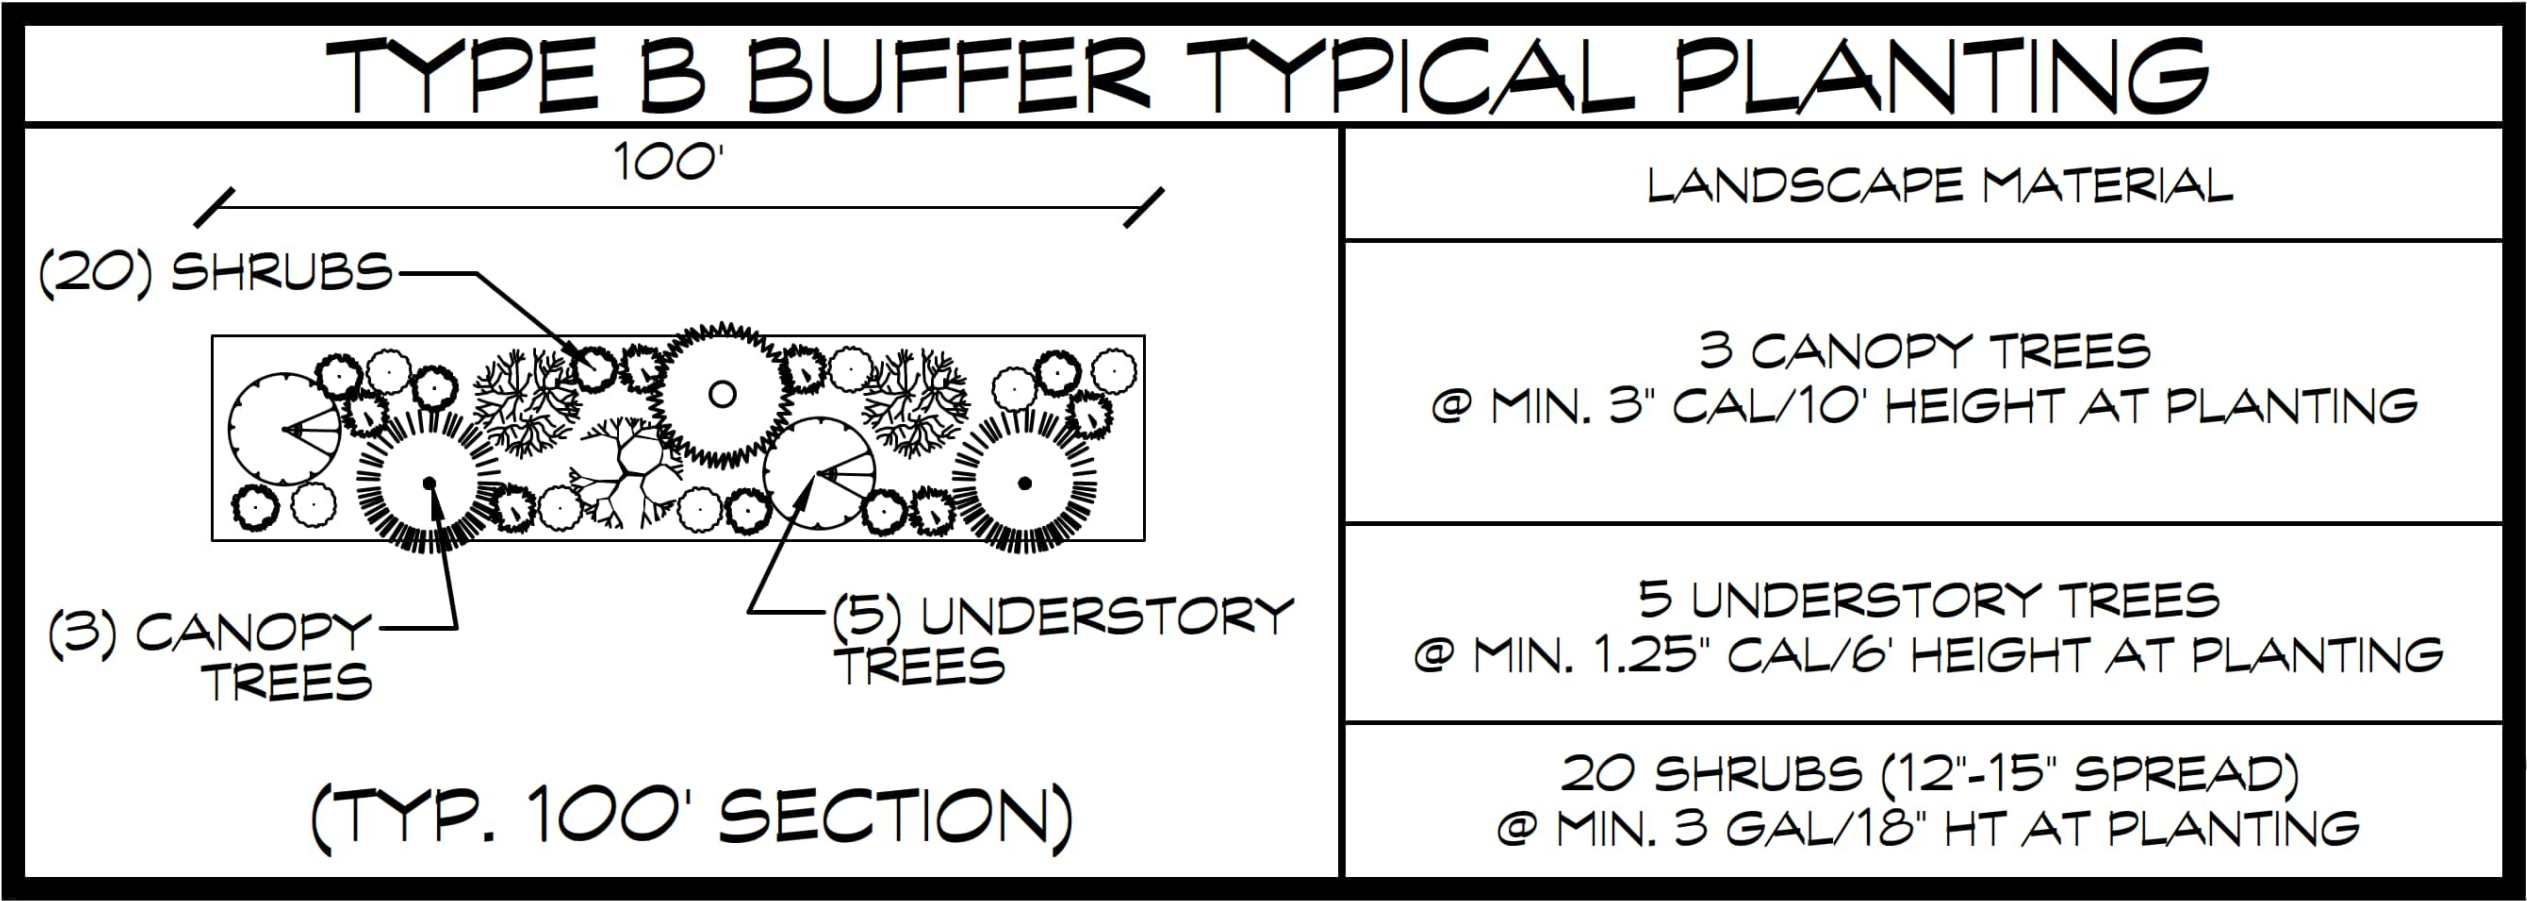 TYPE B BUFFER TYPICAL PLANTING
100'
(20) SHRUBS
(3) CANOPY
TREES
(5) UNDERSTORY
TREES
(TYP. 100' SECTION)
LANDSCAPE MATERIAL
3 CANOPY TREES
@ MIN. 3" CAL/10' HEIGHT AT PLANTING
5 UNDERSTORY TREES
@ MIN. 1.25" CAL/6' HEIGHT AT PLANTING
20 SHRUBS (12"-15" SPREAD)
@ MIN. 3 GAL/18" HT AT PLANTING